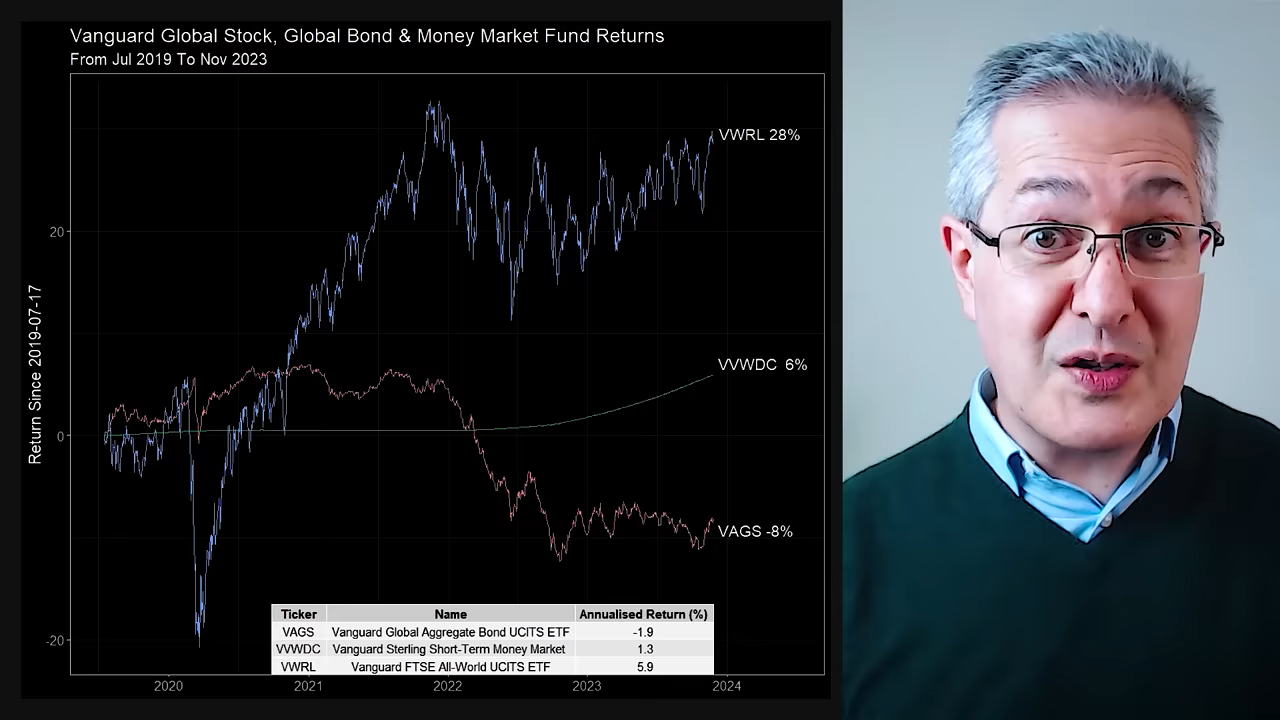 Vanguard Global Stock, Global Bond & Money Market Fund Returns
From Jul 2019 To Nov 2023
Return Since 2019-07-17
20
0
-20
VWRL 28%
VVWDC 6%
VAGS -8%
Ticker Name Annualised Return (%)
VAGS Vanguard Global Aggregate Bond UCITS ETF -1.9
VVWDC Vanguard Sterling Short-Term Money Market 1.3
VWRL Vanguard FTSE All-World UCITS ETF 5.9
2020 2021 2022 2023 2024